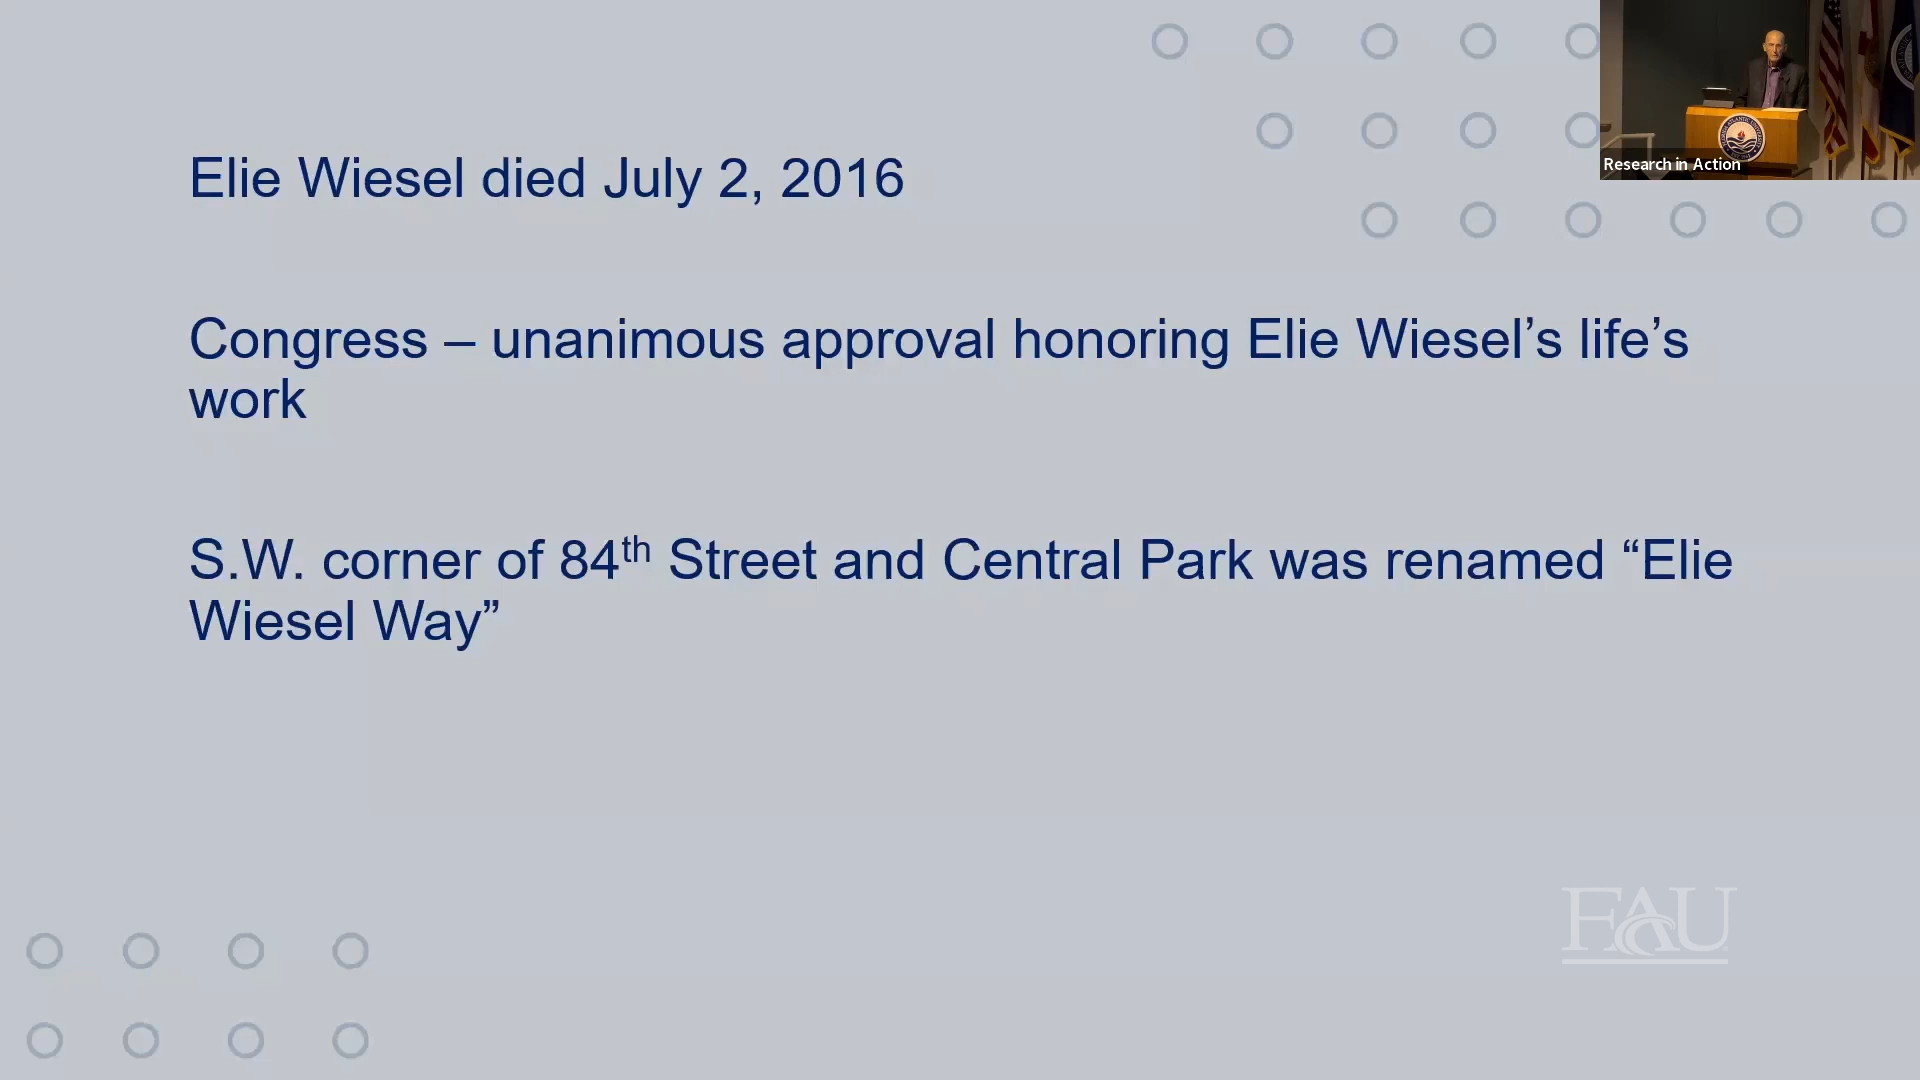 Elie Wiesel died July 2, 2016
Congress – unanimous approval honoring Elie Wiesel’s life’s
work
S.W. corner of 84th Street and Central Park was renamed “Elie
Wiesel Way”
Research in Action
FAU